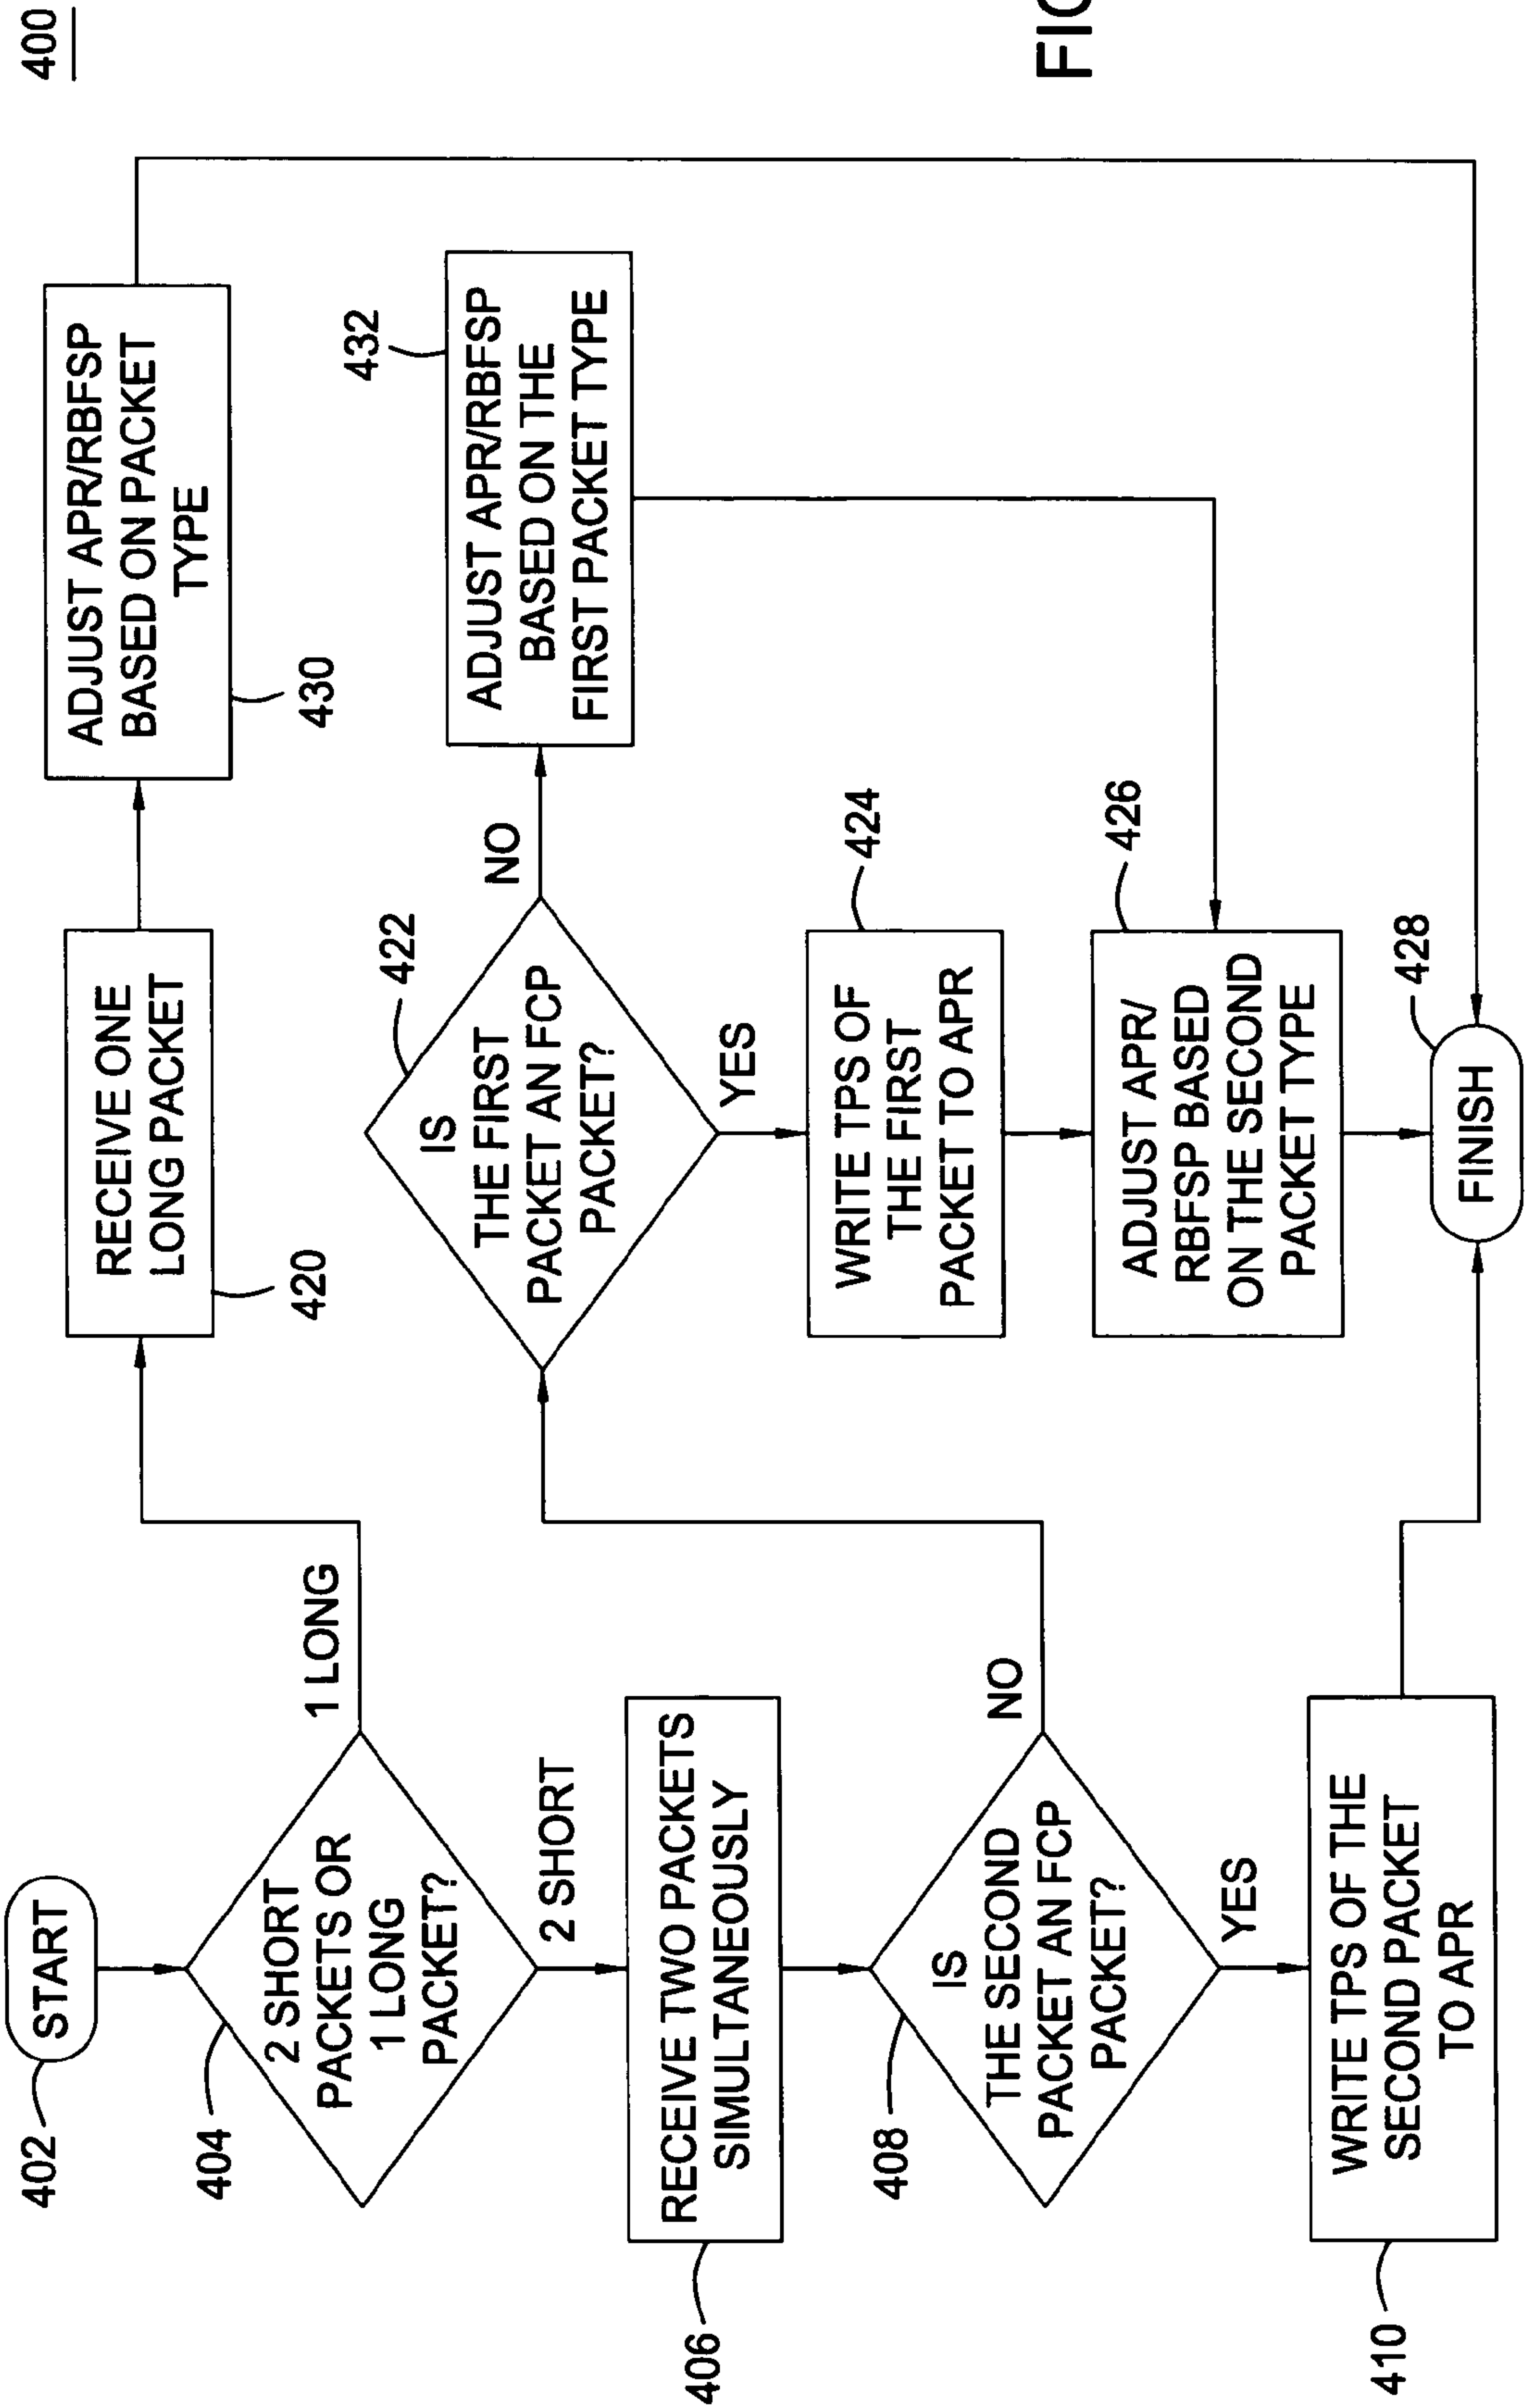 400
402
START
404
2 SHORT
PACKETS OR
1 LONG
PACKET?
1 LONG
2 SHORT
406
RECEIVE TWO PACKETS
SIMULTANEOUSLY
408
IS
THE SECOND
PACKET AN FCP
PACKET?
NO
YES
410
WRITE TPS OF THE
SECOND PACKET
TO APR
RECEIVE ONE
LONG PACKET
420
ADJUST APR/RBFSP
BASED ON PACKET
TYPE
430
422
IS
THE FIRST
PACKET AN FCP
PACKET?
NO
YES
432
ADJUST APR/RBFSP
BASED ON THE
FIRST PACKET TYPE
424
WRITE TPS OF
THE FIRST
PACKET TO APR
426
ADJUST APR/
RBFSP BASED
ON THE SECOND
PACKET TYPE
428
FINISH